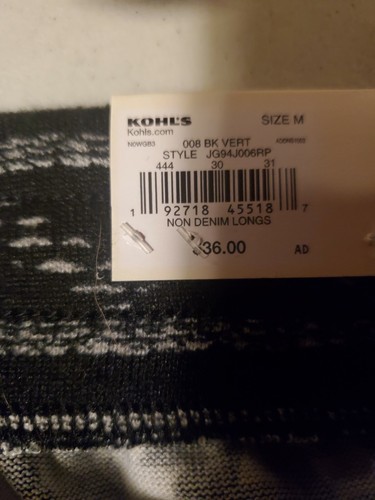 KOHL'S SIZE M
Kohls.com
008 BK VERT
STYLE JG94J006RP
444 30 31
1 92718 45518 7
NON DENIM LONGS
$36.00 AD